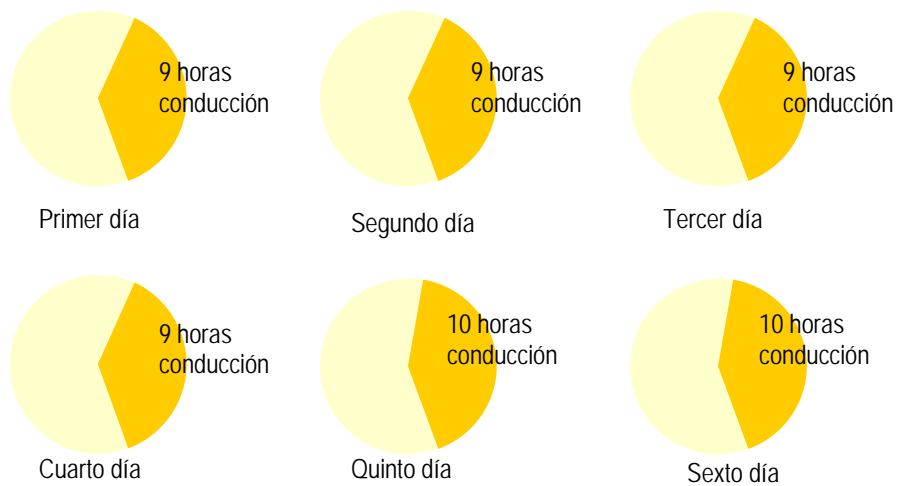 9 horas
conducción
9 horas
conducción
9 horas
conducción
Primer día
Segundo día
Tercer día
9 horas
conducción
10 horas
conducción
10 horas
conducción
Cuarto día
Quinto día
Sexto día